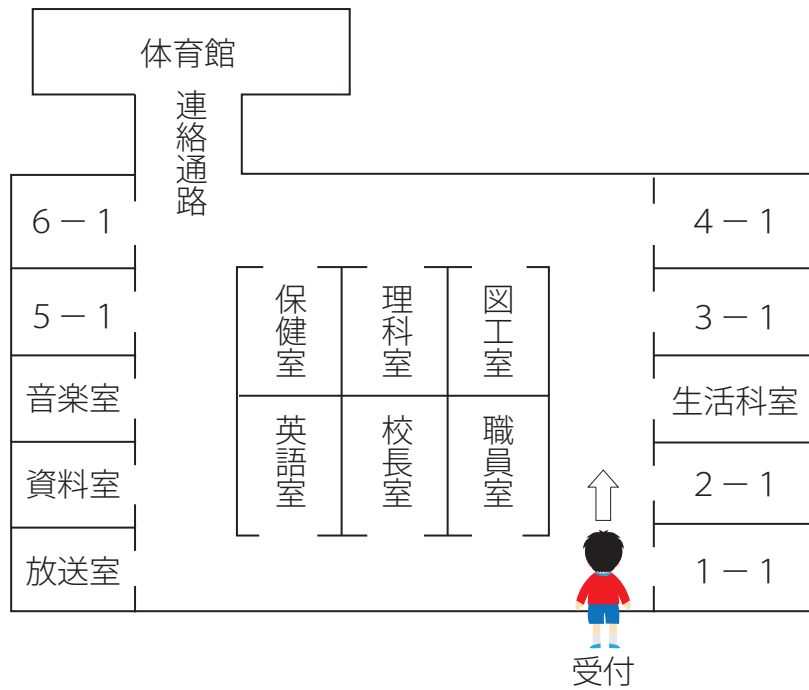 体育館
連絡通路
6－1
5－1
音楽室
資料室
放送室
保健室
理科室
図工室
英語室
校長室
職員室
4－1
3－1
生活科室
2－1
1－1
受付